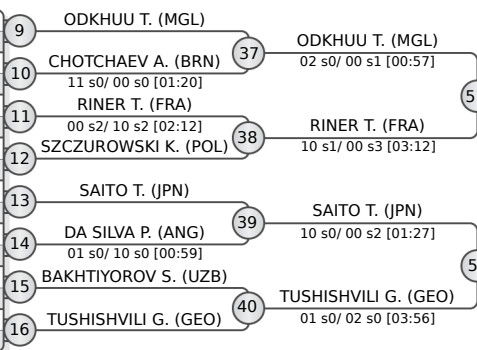 9
ODKHUU T. (MGL)
37
ODKHUU T. (MGL)
02 s0/ 00 s1 [00:57]
10
CHOTCHAEV A. (BRN)
11 s0/ 00 s0 [01:20]
5
11
RINER T. (FRA)
00 s2/ 10 s2 [02:12]
38
RINER T. (FRA)
10 s1/ 00 s3 [03:12]
12
SZCZUROWSKI K. (POL)
13
SAITO T. (JPN)
39
SAITO T. (JPN)
10 s0/ 00 s2 [01:27]
14
DA SILVA P. (ANG)
01 s0/ 10 s0 [00:59]
5
15
BAKHTIYOROV S. (UZB)
40
TUSHISHVILI G. (GEO)
01 s0/ 02 s0 [03:56]
16
TUSHISHVILI G. (GEO)